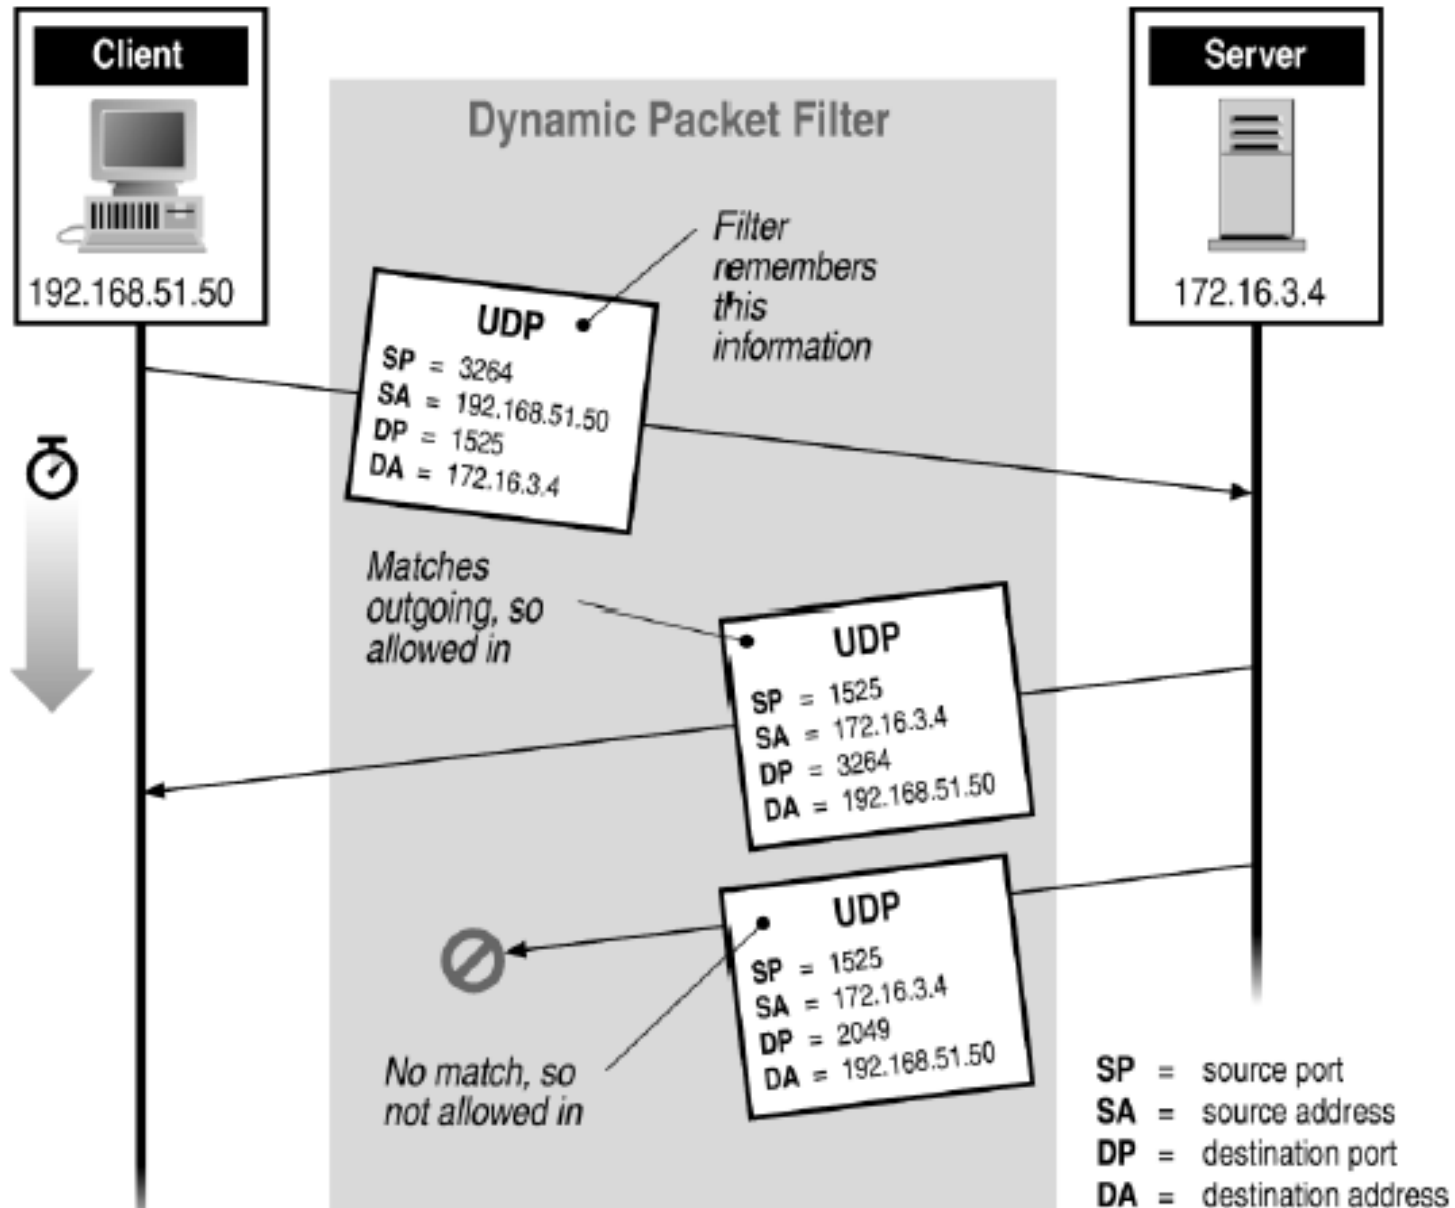 Client
192.168.51.50
Server
172.16.3.4
Dynamic Packet Filter
Filter
remembers
this
information
UDP
SP = 3264
SA = 192.168.51.50
DP = 1525
DA = 172.16.3.4
Matches
outgoing, so
allowed in
UDP
SP = 1525
SA = 172.16.3.4
DP = 3264
DA = 192.168.51.50
UDP
SP = 1525
SA = 172.16.3.4
DP = 2049
DA = 192.168.51.50
No match, so
not allowed in
SP = source port
SA = source address
DP = destination port
DA = destination address